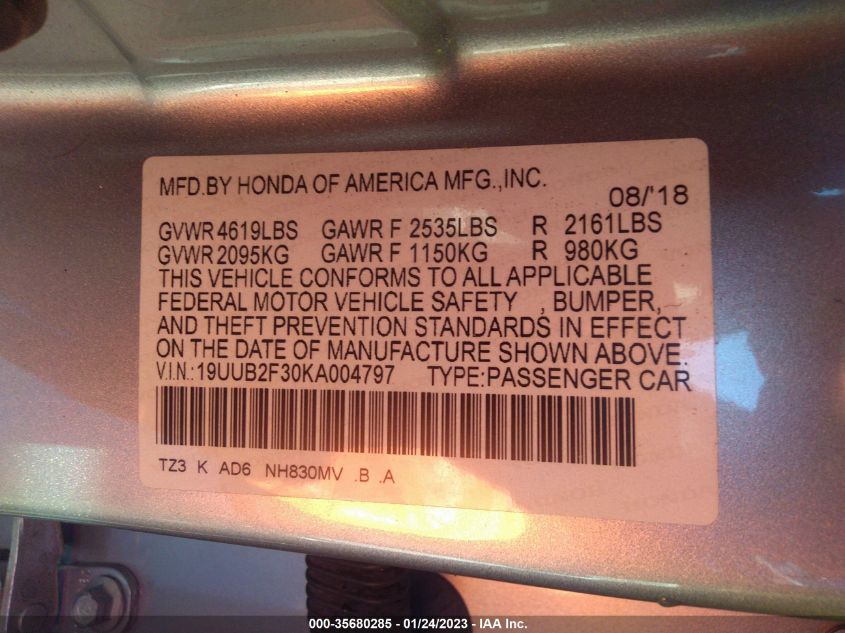 MFD.BY HONDA OF AMERICA MFG.,INC.
08/'18
GVWR 4619LBS GAWR F 2535LBS R 2161LBS
GVWR 2095KG GAWR F 1150KG R 980KG
THIS VEHICLE CONFORMS TO ALL APPLICABLE
FEDERAL MOTOR VEHICLE SAFETY , BUMPER,
AND THEFT PREVENTION STANDARDS IN EFFECT
ON THE DATE OF MANUFACTURE SHOWN ABOVE.
V.I.N.:19UUB2F30KA004797 TYPE:PASSENGER CAR
TZ3 K AD6 NH830MV .B .A
000-35680285 - 01/24/2023 - IAA Inc.